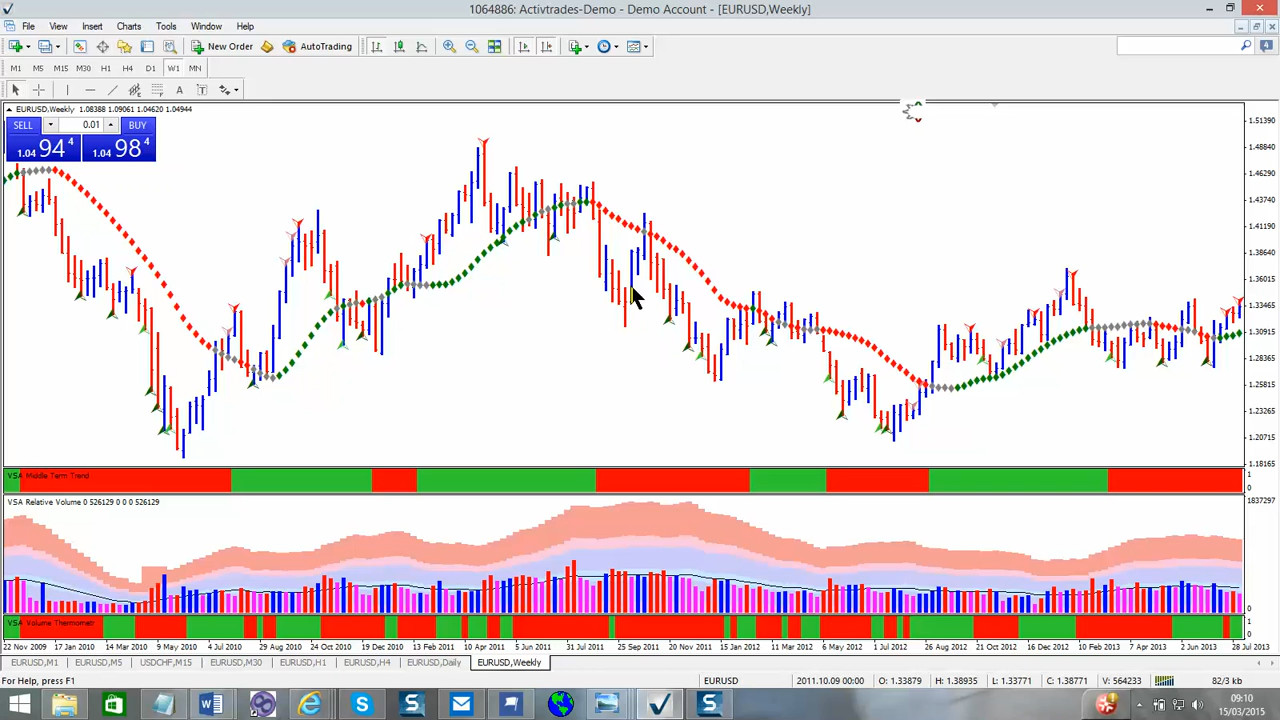 1064886: Activtrades-Demo - Demo Account - [EURUSD,Weekly]
File View Insert Charts Tools Window Help
New Order AutoTrading
M1 M5 M15 M30 H1 H4 D1 W1 MN
A T
EURUSD,Weekly 1.08388 1.09061 1.04620 1.04944
SELL 0.01 BUY
1.04 94 4 1.04 98 4
1.51390
1.48840
1.46290
1.43740
1.41190
1.38640
1.36015
1.33465
1.30915
1.28365
1.25815
1.23265
1.20715
1.18165
VSA Middle Term Trend
1
0
VSA Relative Volume 0 526129 0 0 0 526129
1837297
0
VSA Volume Thermometr
1
0
22 Nov 2009 17 Jan 2010 14 Mar 2010 9 May 2010 4 Jul 2010 29 Aug 2010 24 Oct 2010 19 Dec 2010 13 Feb 2011 10 Apr 2011 5 Jun 2011 31 Jul 2011 25 Sep 2011 20 Nov 2011 15 Jan 2012 11 Mar 2012 6 May 2012 1 Jul 2012 26 Aug 2012 21 Oct 2012 16 Dec 2012 10 Feb 2013 7 Apr 2013 2 Jun 2013 28 Jul 2013
EURUSD,M1 EURUSD,M5 USDCHF,M15 EURUSD,M30 EURUSD,H1 EURUSD,H4 EURUSD,Daily EURUSD,Weekly
For Help, press F1 EURUSD 2011.10.09 00:00 O: 1.33879 H: 1.38935 L: 1.33771 C: 1.38771 V: 564233 82/3 kb
09:10
15/03/2015